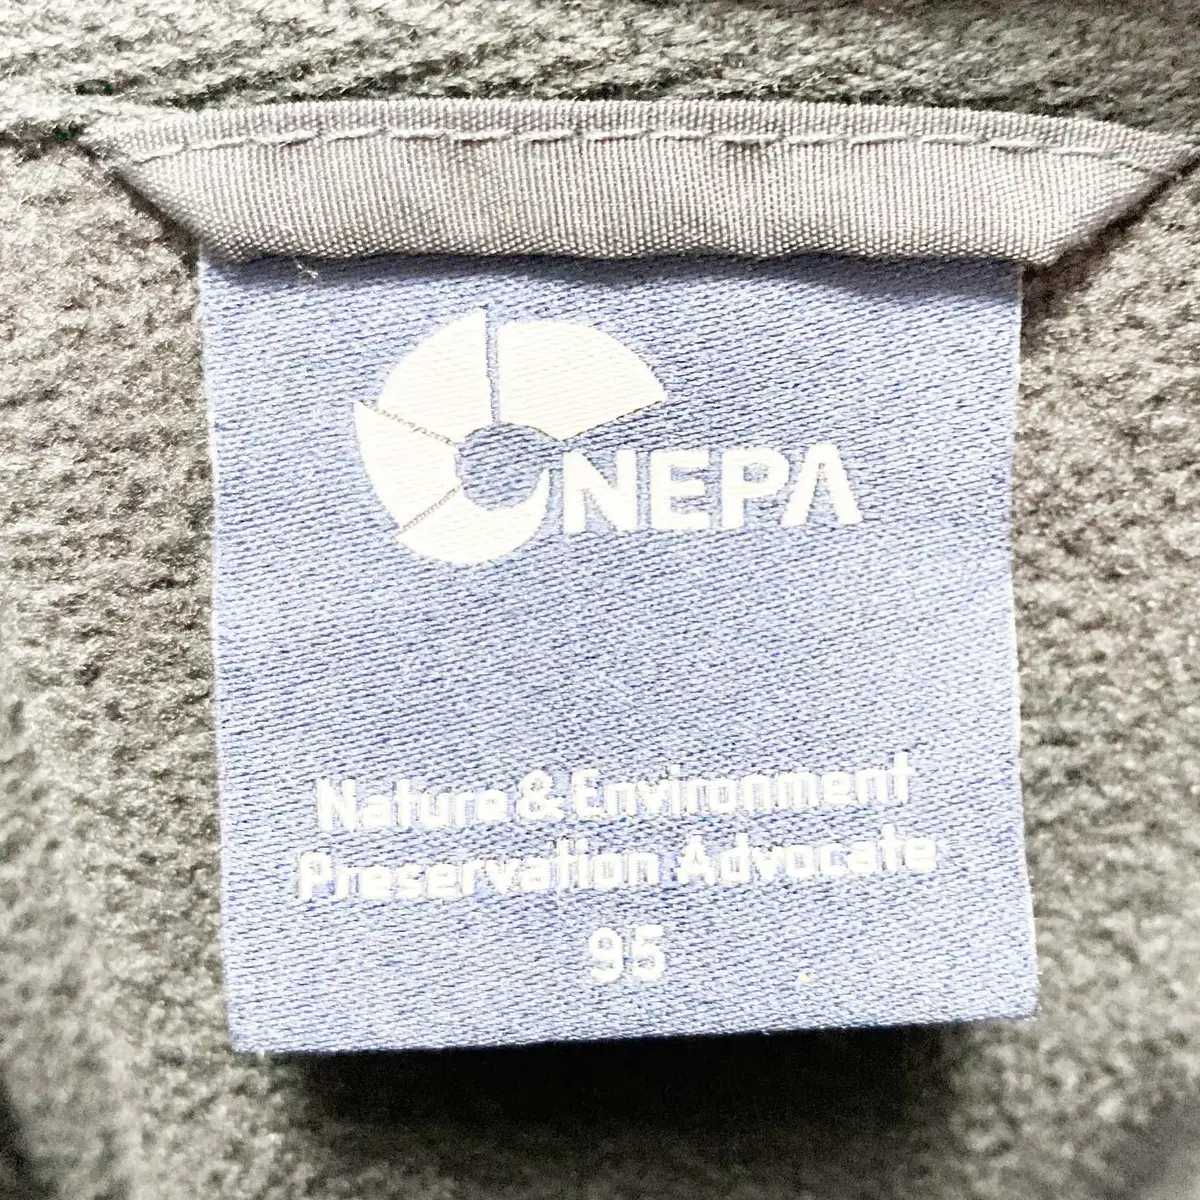 NEPA
Nature & Environment
Preservation Advocate
95